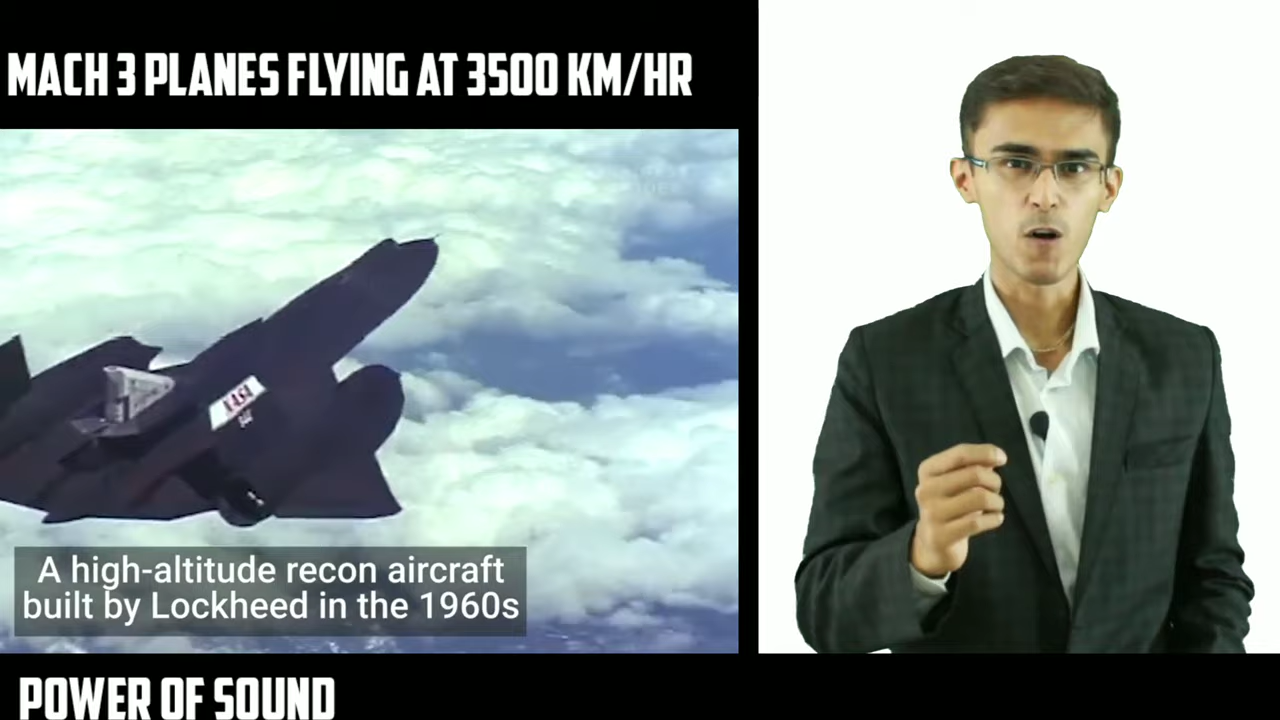 MACH 3 PLANES FLYING AT 3500 KM/HR
NASA
A high-altitude recon aircraft
built by Lockheed in the 1960s
POWER OF SOUND